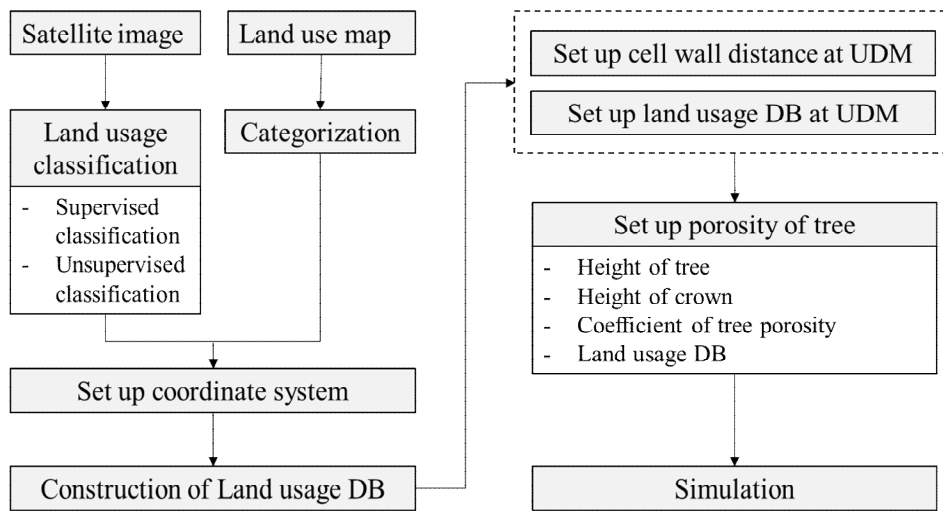 Satellite image
Land use map
Land usage
classification
- Supervised
classification
- Unsupervised
classification
Categorization
Set up coordinate system
Construction of Land usage DB
Set up cell wall distance at UDM
Set up land usage DB at UDM
Set up porosity of tree
- Height of tree
- Height of crown
- Coefficient of tree porosity
- Land usage DB
Simulation